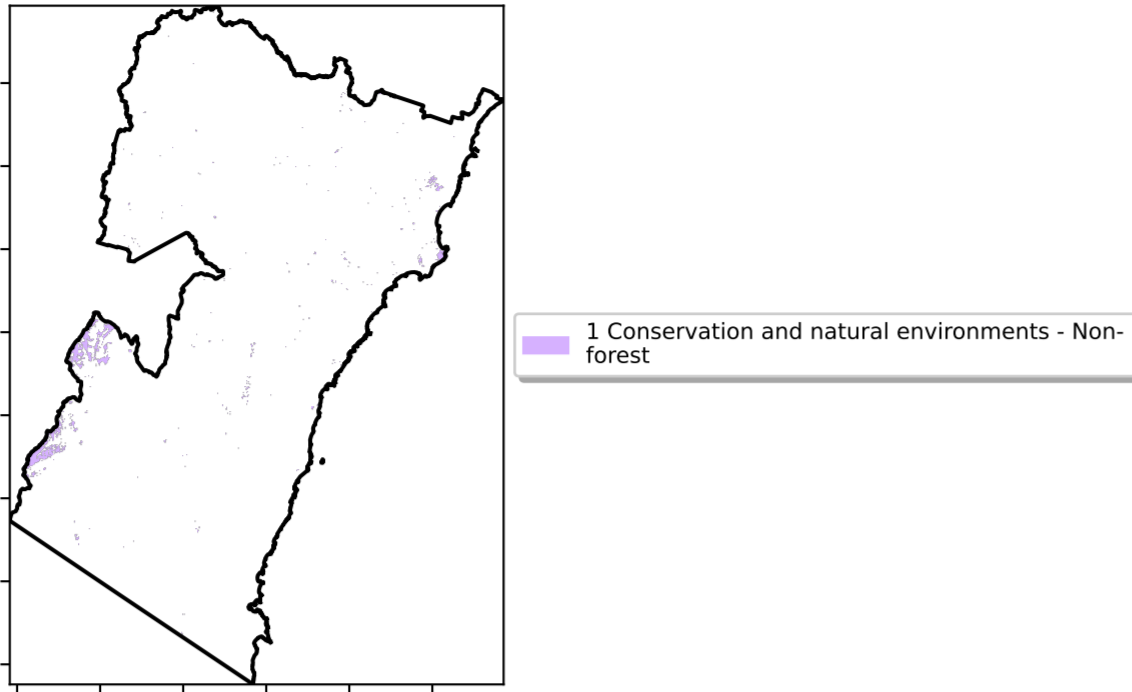 1 Conservation and natural environments - Non-
forest